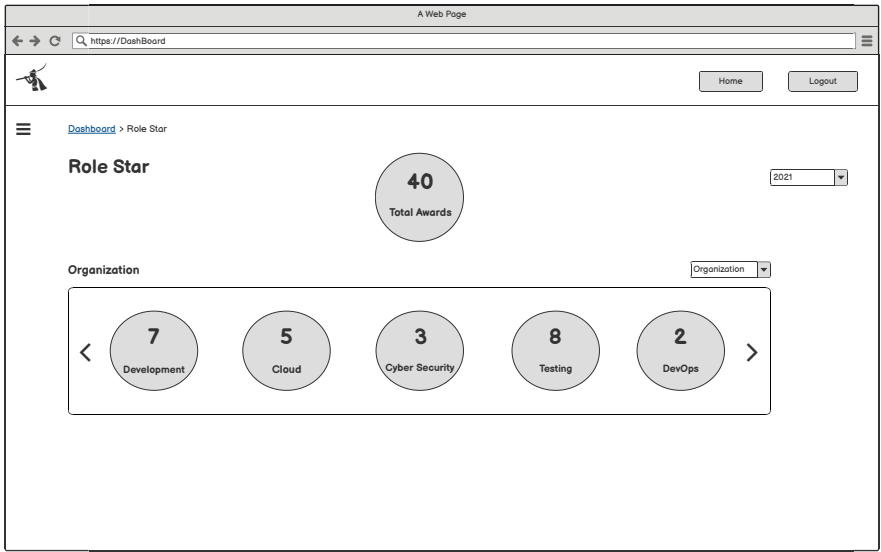 A Web Page
https://DashBoard
Home Logout
Dashboard > Role Star
Role Star
40
Total Awards
2021
Organization
Organization
7
Development
5
Cloud
3
Cyber Security
8
Testing
2
DevOps